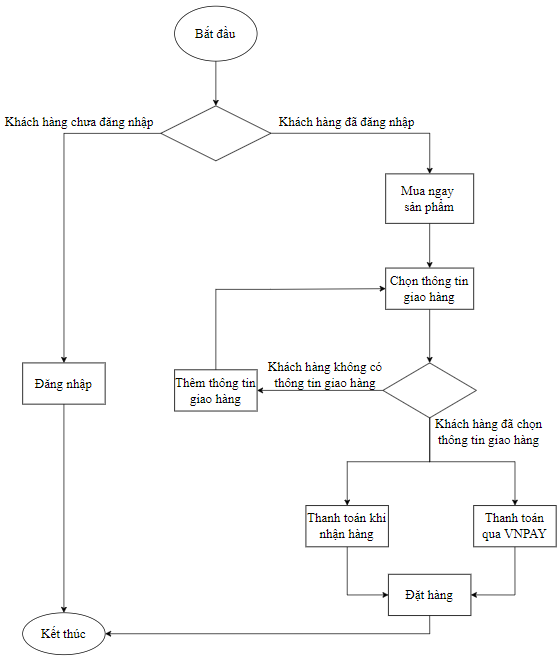 Bắt đầu
Khách hàng chưa đăng nhập
Khách hàng đã đăng nhập
Mua ngay
sản phẩm
Chọn thông tin
giao hàng
Khách hàng không có
thông tin giao hàng
Thêm thông tin
giao hàng
Đăng nhập
Khách hàng đã chọn
thông tin giao hàng
Thanh toán khi
nhận hàng
Thanh toán
qua VNPAY
Đặt hàng
Kết thúc